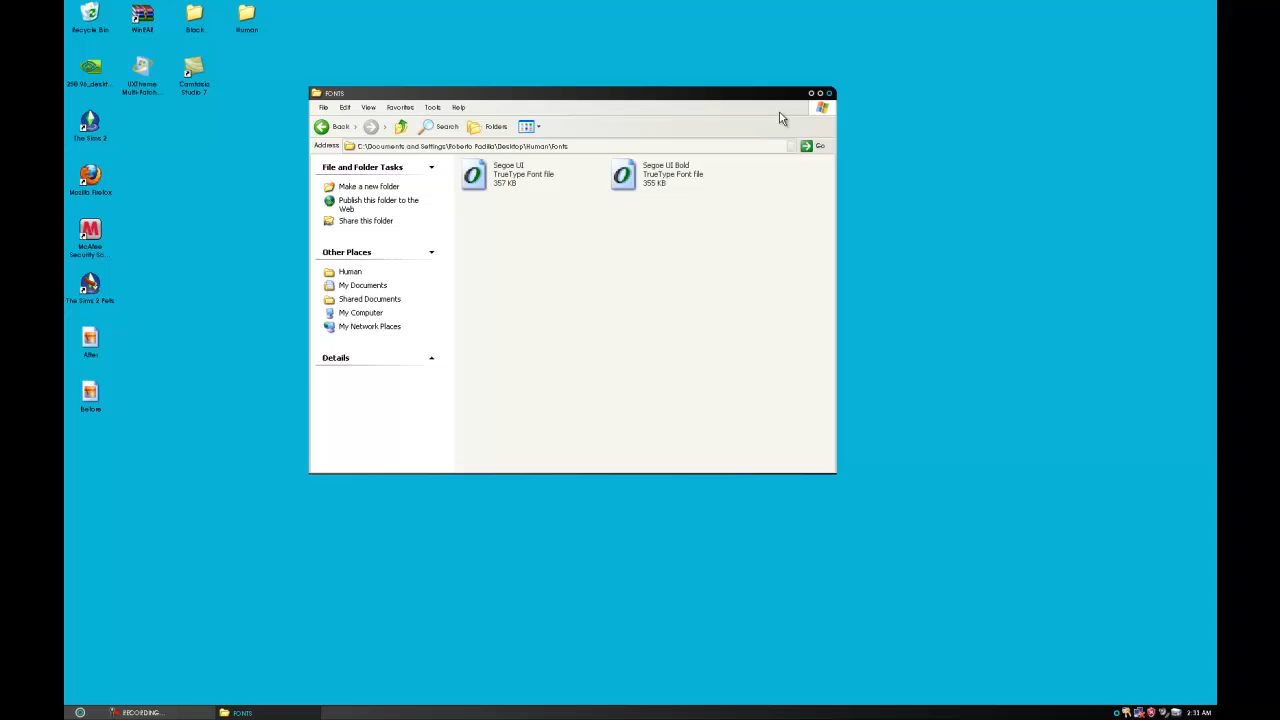 Recycle Bin
WinRAR
Black
Human
258.96_deskt...
UXTheme
Multi-Patch...
Camtasia
Studio 7
The Sims 2
Mozilla Firefox
McAfee
Security Sc...
The Sims 2 Pets
After
Before
FONTS
File Edit View Favorites Tools Help
Back Search Folders
Address C:\Documents and Settings\Roberto Padilla\Desktop\Human\Fonts Go
File and Folder Tasks
Make a new folder
Publish this folder to the
Web
Share this folder
Other Places
Human
My Documents
Shared Documents
My Computer
My Network Places
Details
Segoe UI
TrueType Font file
357 KB
Segoe UI Bold
TrueType Font file
355 KB
RECORDING...
FONTS
2:31 AM